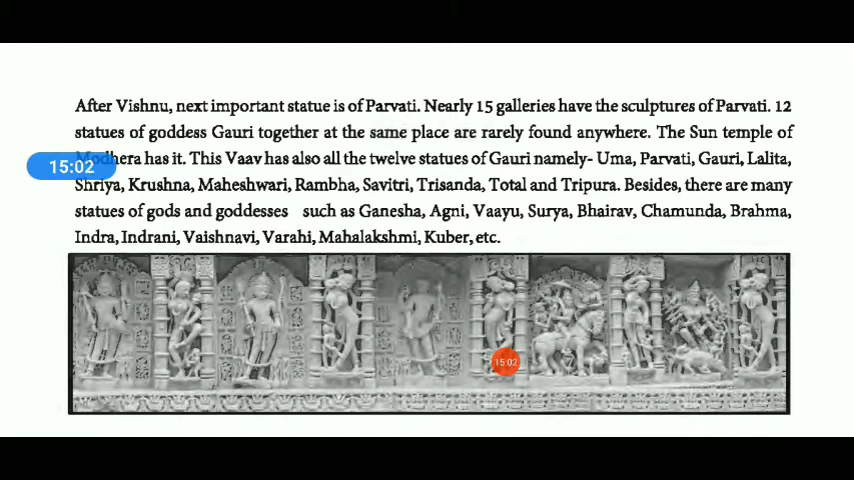 After Vishnu, next important statue is of Parvati. Nearly 15 galleries have the sculptures of Parvati. 12
statues of goddess Gauri together at the same place are rarely found anywhere. The Sun temple of
Modhera has it. This Vaav has also all the twelve statues of Gauri namely- Uma, Parvati, Gauri, Lalita,
15:02
Shriya, Krushna, Maheshwari, Rambha, Savitri, Trisanda, Total and Tripura. Besides, there are many
statues of gods and goddesses such as Ganesha, Agni, Vaayu, Surya, Bhairav, Chamunda, Brahma,
Indra, Indrani, Vaishnavi, Varahi, Mahalakshmi, Kuber, etc.
15:02